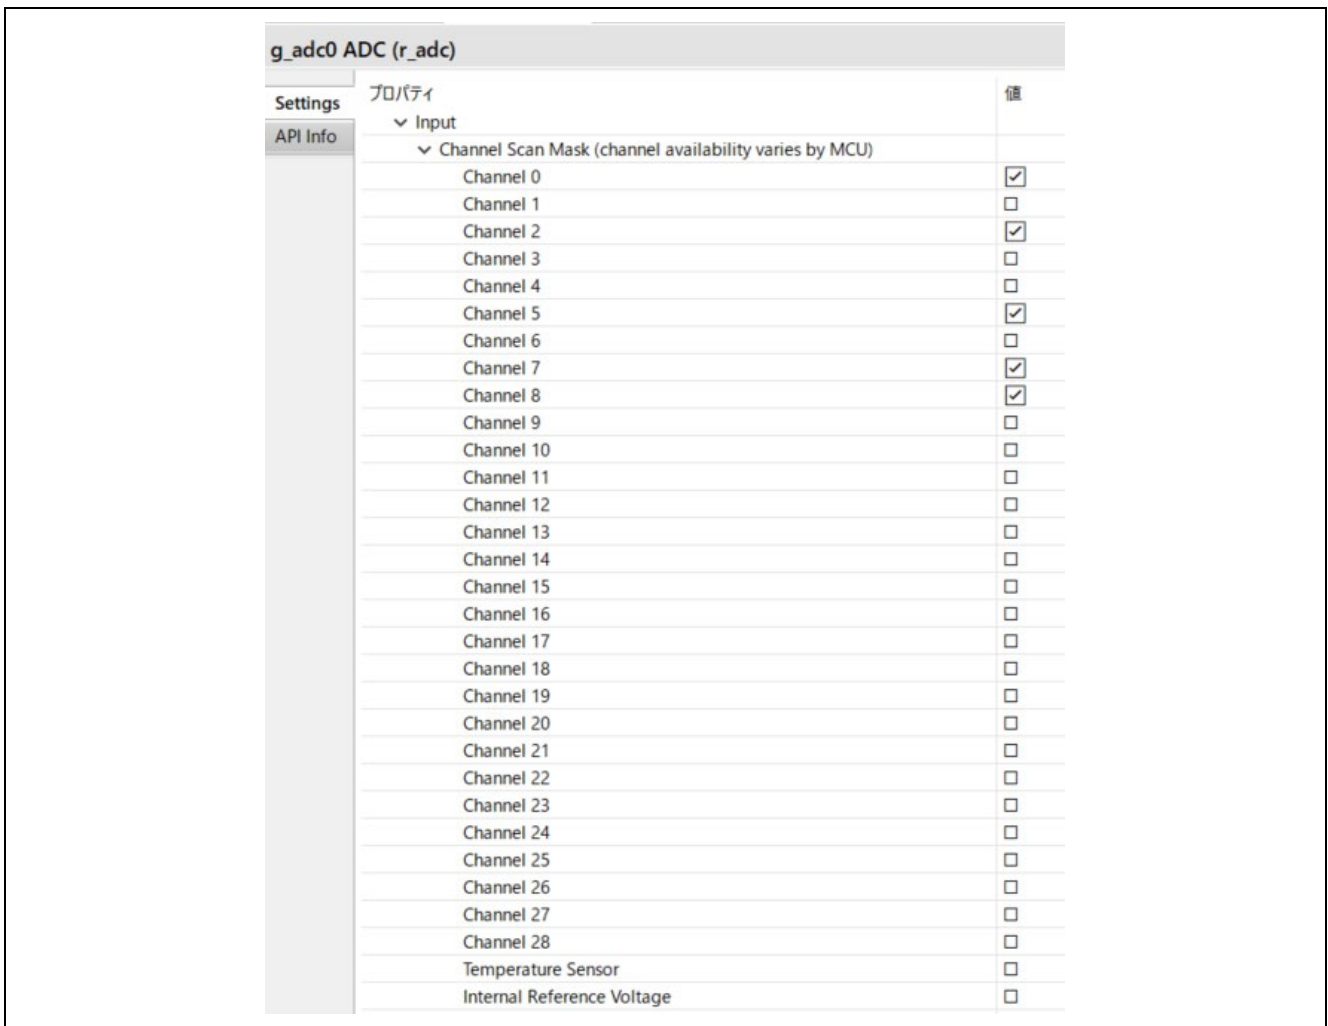 g_adc0 ADC (r_adc)
Settings
API Info
プロパティ 値
Input
Channel Scan Mask (channel availability varies by MCU)
Channel 0
Channel 1
Channel 2
Channel 3
Channel 4
Channel 5
Channel 6
Channel 7
Channel 8
Channel 9
Channel 10
Channel 11
Channel 12
Channel 13
Channel 14
Channel 15
Channel 16
Channel 17
Channel 18
Channel 19
Channel 20
Channel 21
Channel 22
Channel 23
Channel 24
Channel 25
Channel 26
Channel 27
Channel 28
Temperature Sensor
Internal Reference Voltage